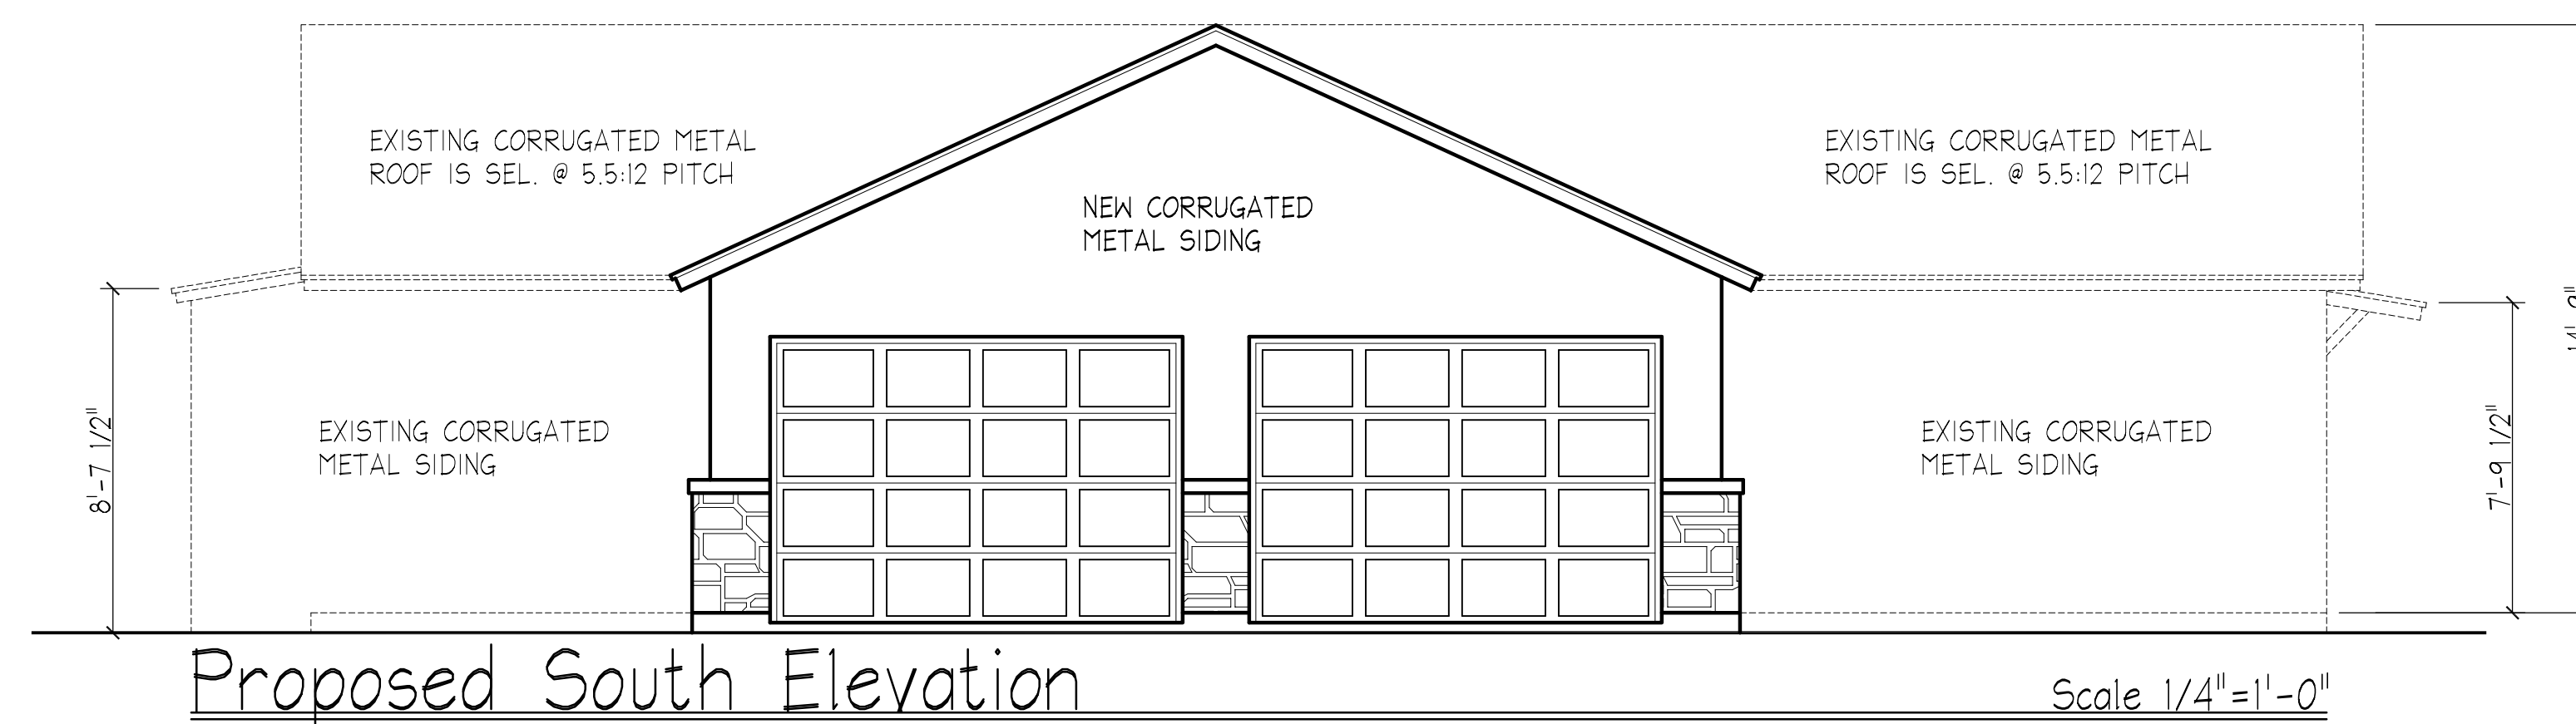 EXISTING CORRUGATED METAL
ROOF IS SEL. @ 5.5:12 PITCH
EXISTING CORRUGATED METAL
ROOF IS SEL. @ 5.5:12 PITCH
NEW CORRUGATED
METAL SIDING
8'-7 1/2"
EXISTING CORRUGATED
METAL SIDING
EXISTING CORRUGATED
METAL SIDING
7'-9 1/2"
Proposed South Elevation
Scale 1/4"=1'-0"